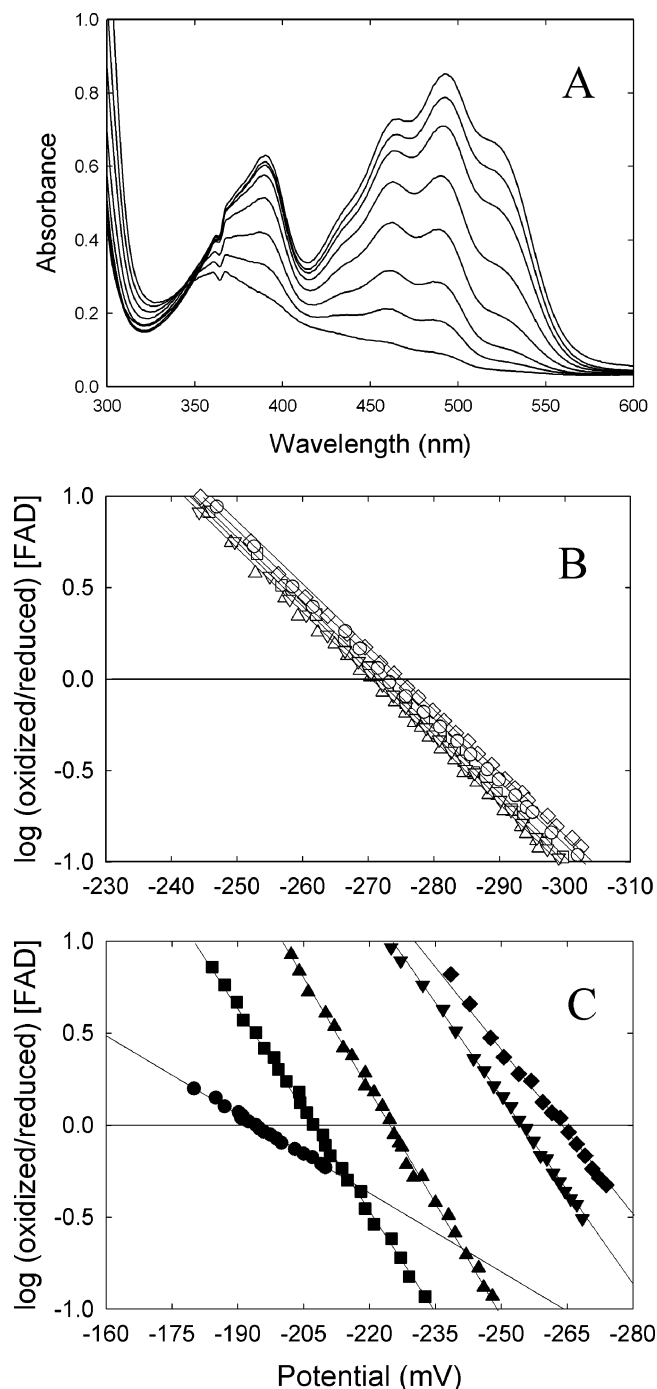 1.0
A
0.8
0.6
Absorbance
0.4
0.2
0.0
300 350 400 450 500 550 600
Wavelength (nm)
1.0
B
0.5
log (oxidized/reduced) [FAD]
0.0
-0.5
-1.0
-230 -240 -250 -260 -270 -280 -290 -300 -310
1.0
C
0.5
log (oxidized/reduced) [FAD]
0.0
-0.5
-1.0
-160 -175 -190 -205 -220 -235 -250 -265 -280
Potential (mV)